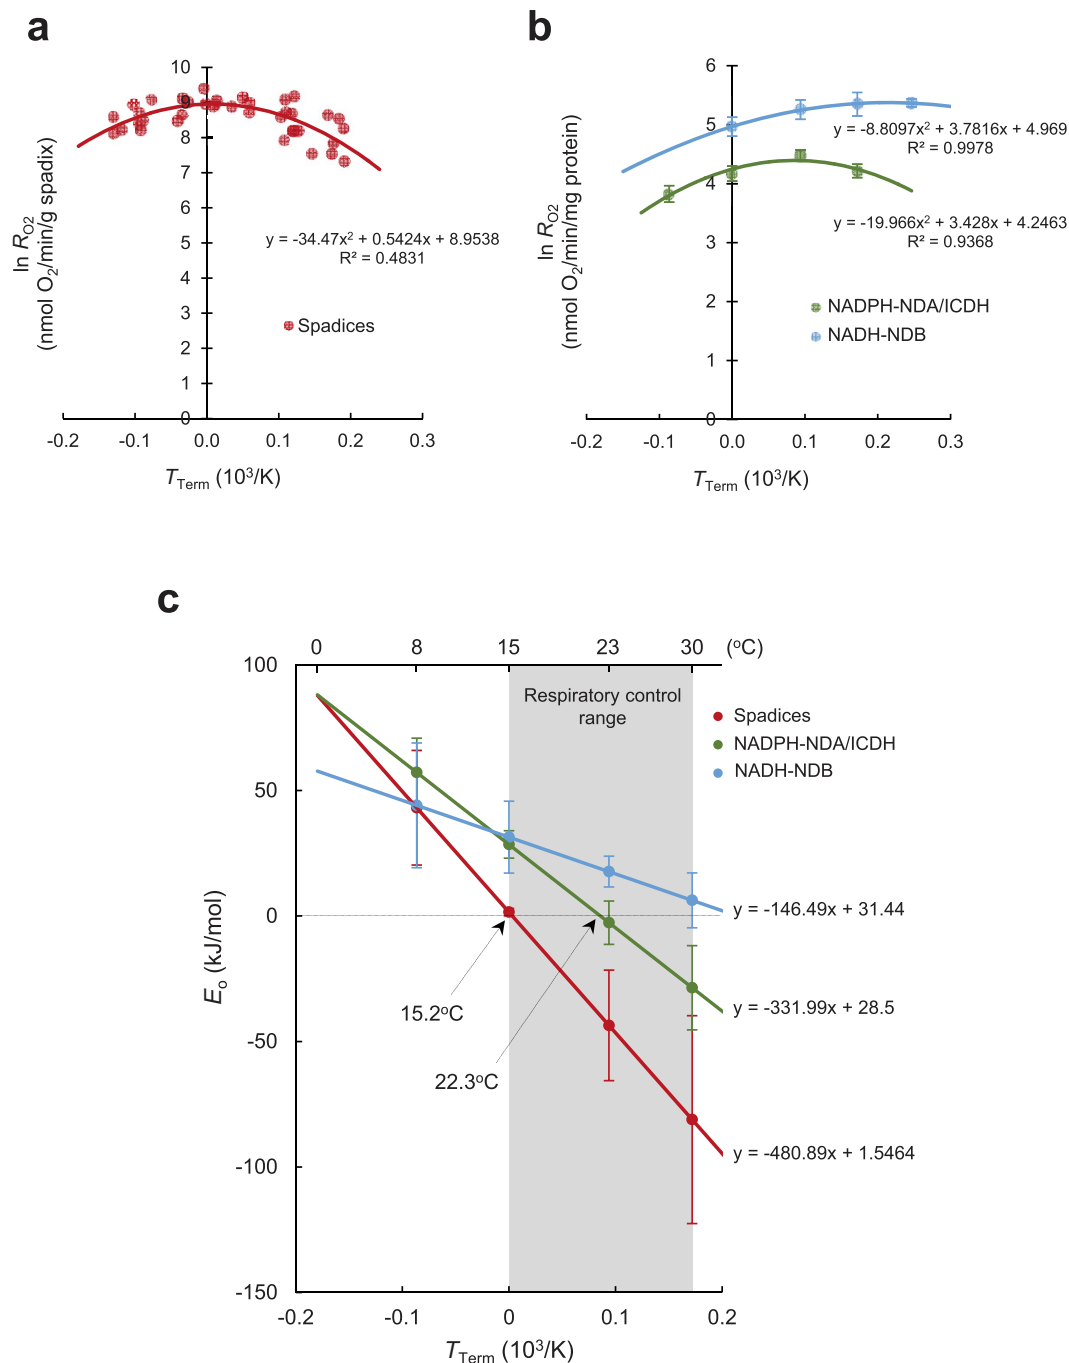 a
ln R_O2
(nmol O₂/min/g spadix)
10
9
8
7
6
5
4
3
2
1
0
y = -34.47x² + 0.5424x + 8.9538
R² = 0.4831
Spadices
-0.2
-0.1
0.0
0.1
0.2
0.3
T_Term (10³/K)
b
ln R_O2
(nmol O₂/min/mg protein)
6
5
4
3
2
1
0
y = -8.8097x² + 3.7816x + 4.969
R² = 0.9978
y = -19.966x² + 3.428x + 4.2463
R² = 0.9368
NADPH-NDA/ICDH
NADH-NDB
-0.2
-0.1
0.0
0.1
0.2
0.3
T_Term (10³/K)
c
0
8
15
23
30
(°C)
E_o (kJ/mol)
100
50
0
-50
-100
-150
Respiratory control
range
Spadices
NADPH-NDA/ICDH
NADH-NDB
y = -146.49x + 31.44
y = -331.99x + 28.5
y = -480.89x + 1.5464
15.2°C
22.3°C
-0.2
-0.1
0
0.1
0.2
T_Term (10³/K)